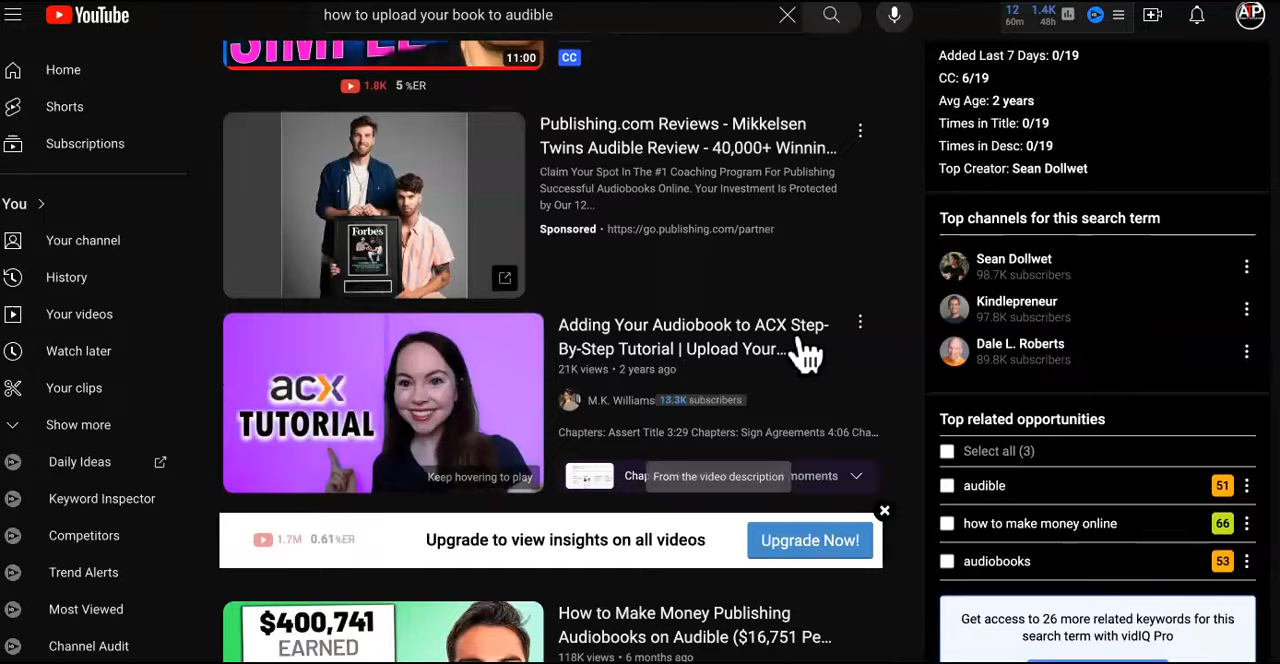 YouTube
how to upload your book to audible
12
60m
1.4K
48h
ATP
Home
Shorts
Subscriptions
You
Your channel
History
Your videos
Watch later
Your clips
Show more
Daily Ideas
Keyword Inspector
Competitors
Trend Alerts
Most Viewed
Channel Audit
SIMPLE
11:00
CC
1.8K 5 %ER
Forbes
Publishing.com Reviews - Mikkelsen
Twins Audible Review - 40,000+ Winnin...
Claim Your Spot In The #1 Coaching Program For Publishing
Successful Audiobooks Online. Your Investment Is Protected
by Our 12...
Sponsored · https://go.publishing.com/partner
acx
TUTORIAL
Keep hovering to play
Adding Your Audiobook to ACX Step-
By-Step Tutorial | Upload Your...
21K views · 2 years ago
M.K. Williams 13.3K subscribers
Chapters: Assert Title 3:29 Chapters: Sign Agreements 4:06 Cha...
From the video description
1.7M 0.61%ER
Upgrade to view insights on all videos
Upgrade Now!
$400,741
EARNED
How to Make Money Publishing
Audiobooks on Audible ($16,751 Pe...
118K views · 6 months ago
Added Last 7 Days: 0/19
CC: 6/19
Avg Age: 2 years
Times in Title: 0/19
Times in Desc: 0/19
Top Creator: Sean Dollwet
Top channels for this search term
Sean Dollwet
98.7K subscribers
Kindlepreneur
97.8K subscribers
Dale L. Roberts
89.8K subscribers
Top related opportunities
Select all (3)
audible 51
how to make money online 66
audiobooks 53
Get access to 26 more related keywords for this
search term with vidIQ Pro